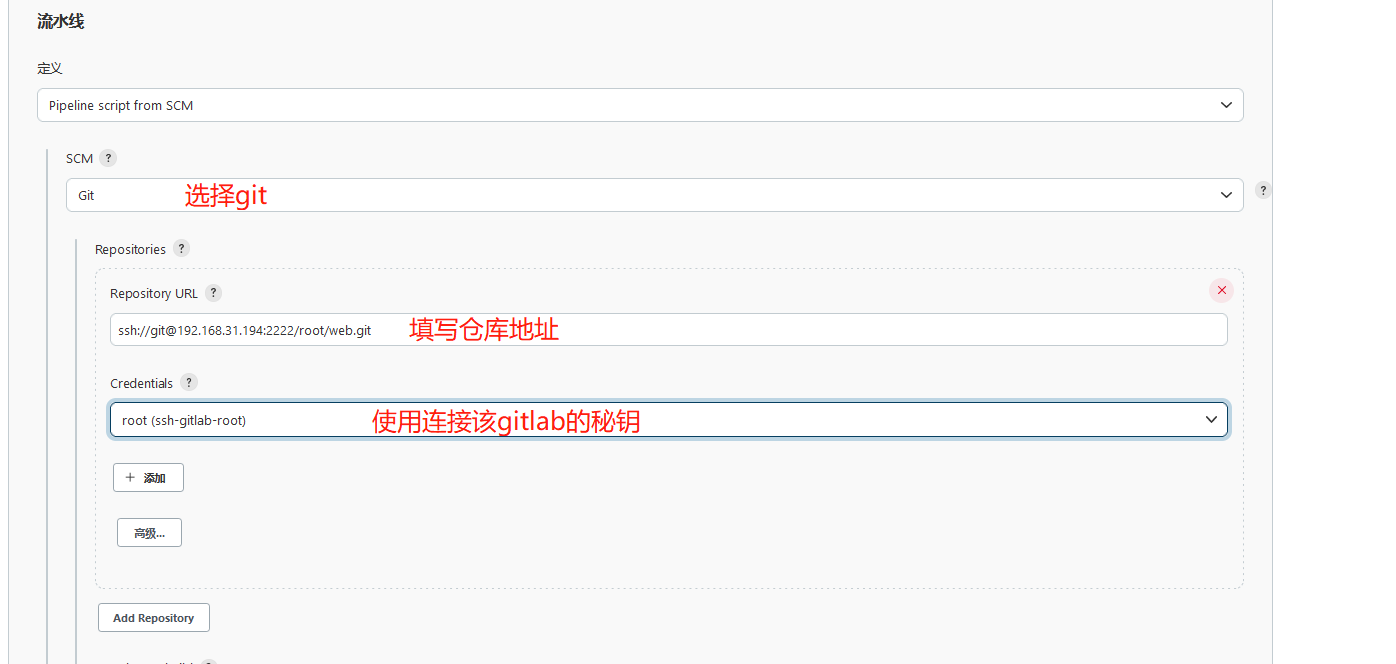 流水线
定义
Pipeline script from SCM
SCM ?
Git 选择git
?
Repositories ?
Repository URL ?
ssh://git@192.168.31.194:2222/root/web.git 填写仓库地址
Credentials ?
root (ssh-gitlab-root) 使用连接该gitlab的秘钥
+ 添加
高级...
Add Repository